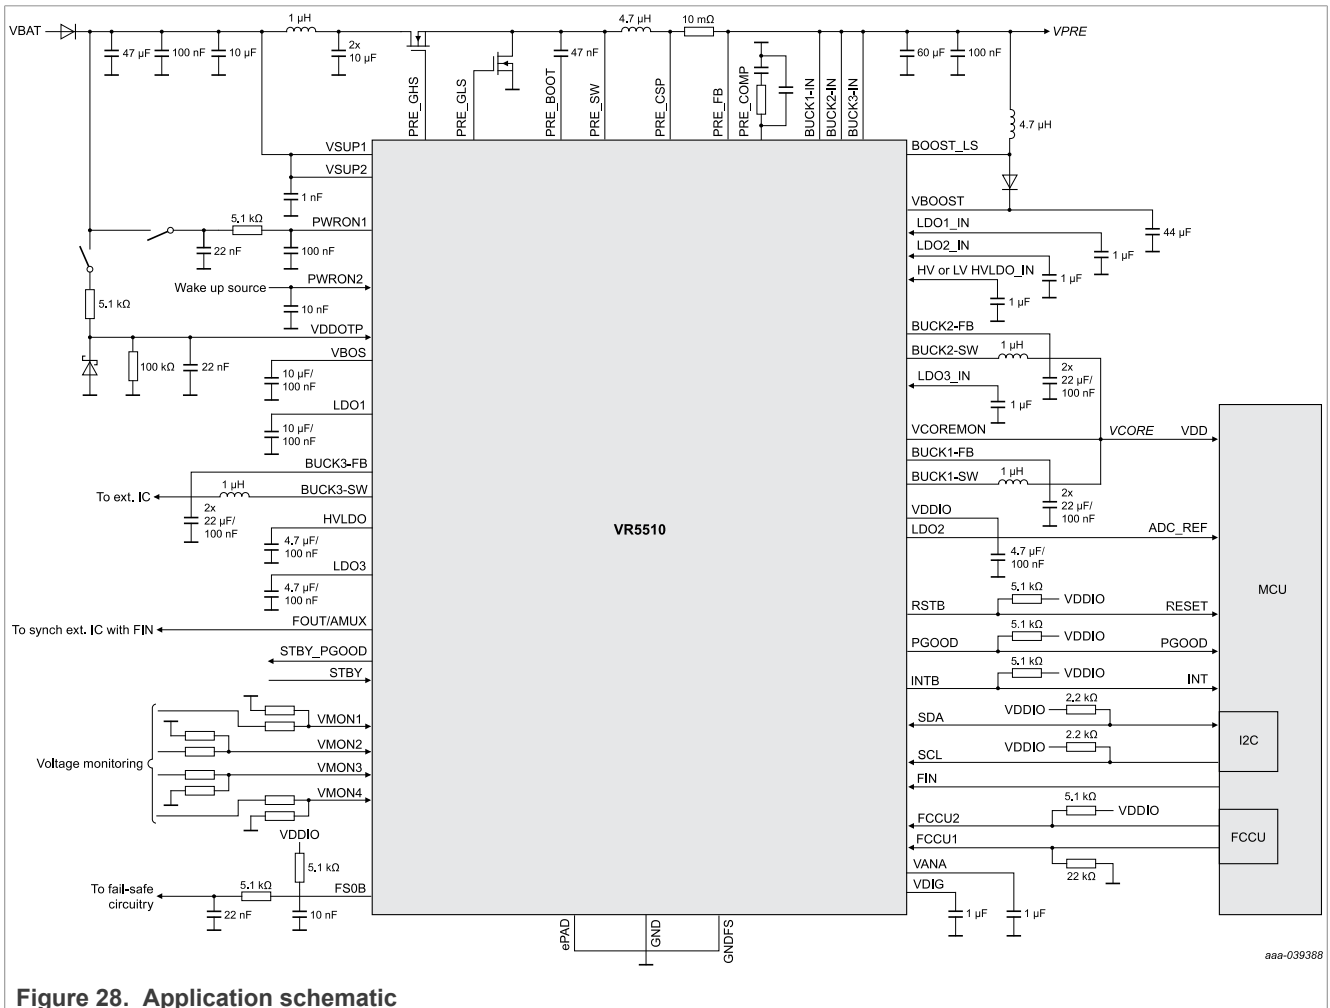 VBAT
47 µF
100 nF
10 µF
1 µH
2x
10 µF
PRE_GHS
PRE_GLS
47 nF
PRE_BOOT
PRE_SW
4.7 µH
PRE_CSP
10 mΩ
PRE_FB
PRE_COMP
BUCK1-IN
BUCK2-IN
BUCK3-IN
60 µF
100 nF
VPRE
4.7 µH
VSUP1
VSUP2
1 nF
5.1 kΩ
PWRON1
22 nF
100 nF
Wake up source
PWRON2
10 nF
5.1 kΩ
VDDOTP
100 kΩ
22 nF
VBOS
10 µF/
100 nF
LDO1
10 µF/
100 nF
BUCK3-FB
To ext. IC
1 µH
BUCK3-SW
2x
22 µF/
100 nF
HVLDO
4.7 µF/
100 nF
LDO3
4.7 µF/
100 nF
To synch ext. IC with FIN
FOUT/AMUX
STBY_PGOOD
STBY
Voltage monitoring
VMON1
VMON2
VMON3
VMON4
VDDIO
5.1 kΩ
To fail-safe
circuitry
5.1 kΩ
FS0B
22 nF
10 nF
VR5510
ePAD
GND
GNDFS
BOOST_LS
VBOOST
44 µF
LDO1_IN
1 µF
LDO2_IN
1 µF
HV or LV HVLDO_IN
1 µF
BUCK2-FB
BUCK2-SW
1 µH
2x
22 µF/
100 nF
LDO3_IN
1 µF
VCOREMON
VCORE
VDD
BUCK1-FB
BUCK1-SW
1 µH
2x
22 µF/
100 nF
VDDIO
LDO2
ADC_REF
4.7 µF/
100 nF
5.1 kΩ
VDDIO
RSTB
RESET
5.1 kΩ
VDDIO
PGOOD
PGOOD
5.1 kΩ
VDDIO
INTB
INT
2.2 kΩ
VDDIO
SDA
2.2 kΩ
VDDIO
SCL
I2C
FIN
5.1 kΩ
VDDIO
FCCU2
FCCU1
FCCU
22 kΩ
VANA
VDIG
1 µF
1 µF
MCU
aaa-039388
Figure 28. Application schematic